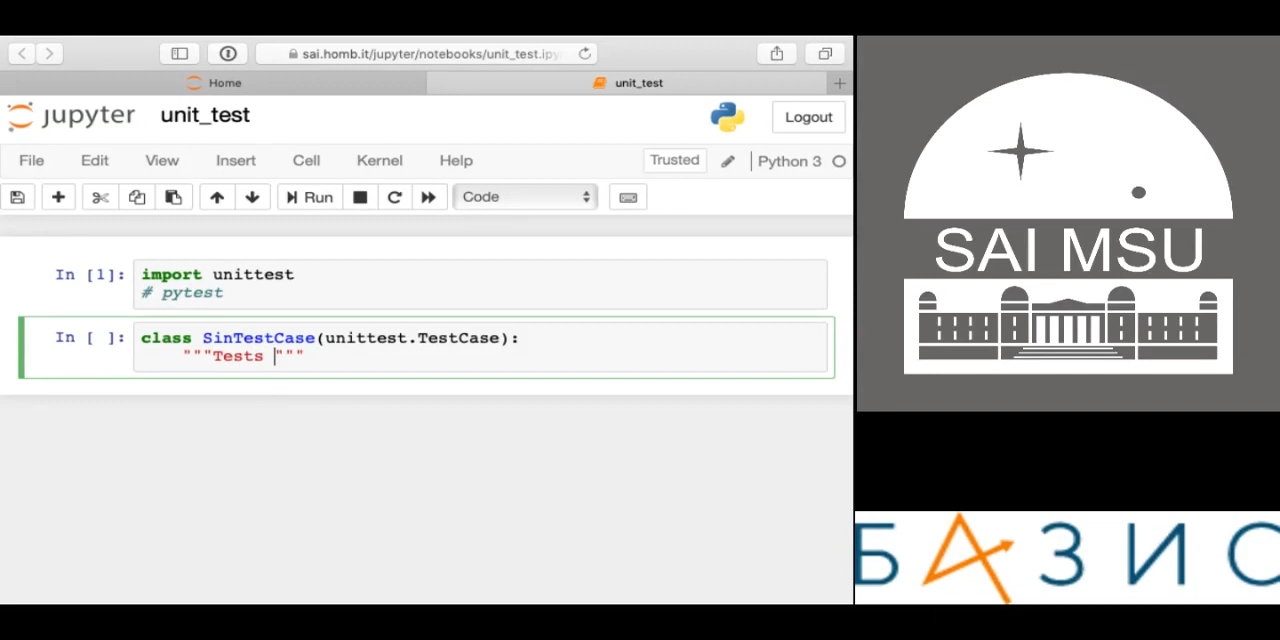 sai.homb.it/jupyter/notebooks/unit_test.ipy
Home
unit_test
jupyter unit_test
Logout
File Edit View Insert Cell Kernel Help
Trusted
Python 3
Run
Code
In [1]: import unittest
# pytest
In [ ]: class SinTestCase(unittest.TestCase):
"""Tests """
SAI MSU
БАЗИС